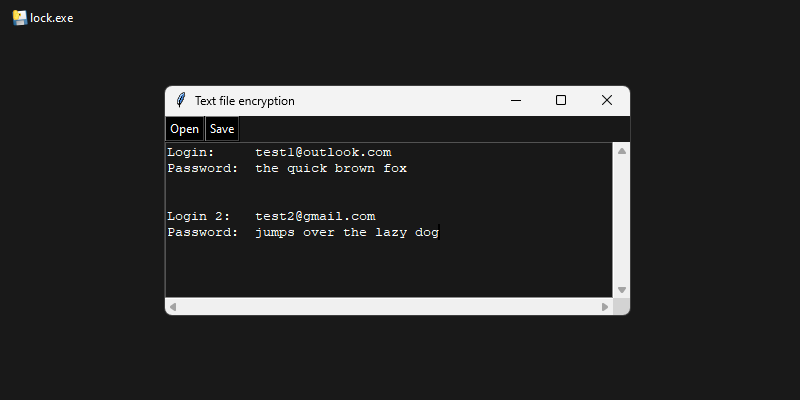 lock.exe
Text file encryption
Open Save
Login: test1@outlook.com
Password: the quick brown fox
Login 2: test2@gmail.com
Password: jumps over the lazy dog